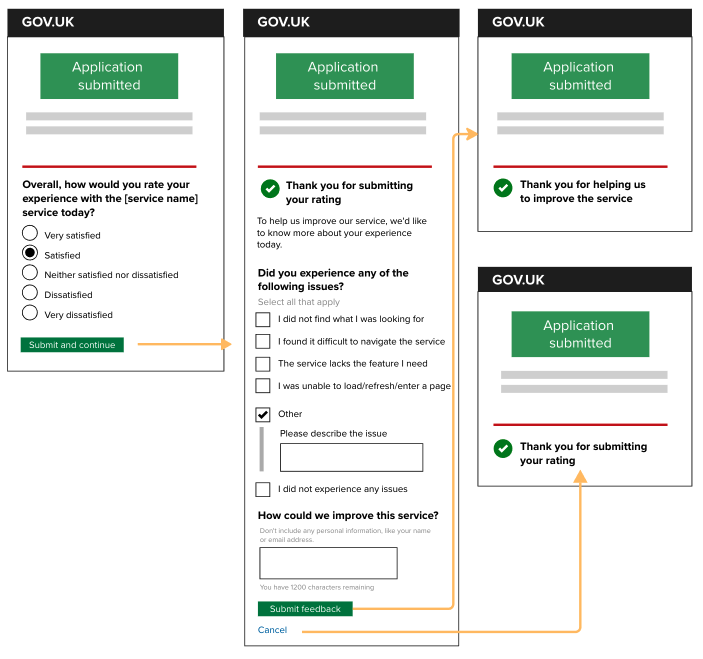 GOV.UK
Application
submitted
Overall, how would you rate your
experience with the [service name]
service today?
Very satisfied
Satisfied
Neither satisfied nor dissatisfied
Dissatisfied
Very dissatisfied
Submit and continue
GOV.UK
Application
submitted
Thank you for submitting
your rating
To help us improve our service, we'd like
to know more about your experience
today.
Did you experience any of the
following issues?
Select all that apply
I did not find what I was looking for
I found it difficult to navigate the service
The service lacks the feature I need
I was unable to load/refresh/enter a page
Other
Please describe the issue
I did not experience any issues
How could we improve this service?
Don't include any personal information, like your name
or email address.
You have 1200 characters remaining
Submit feedback
Cancel
GOV.UK
Application
submitted
Thank you for helping us
to improve the service
GOV.UK
Application
submitted
Thank you for submitting
your rating